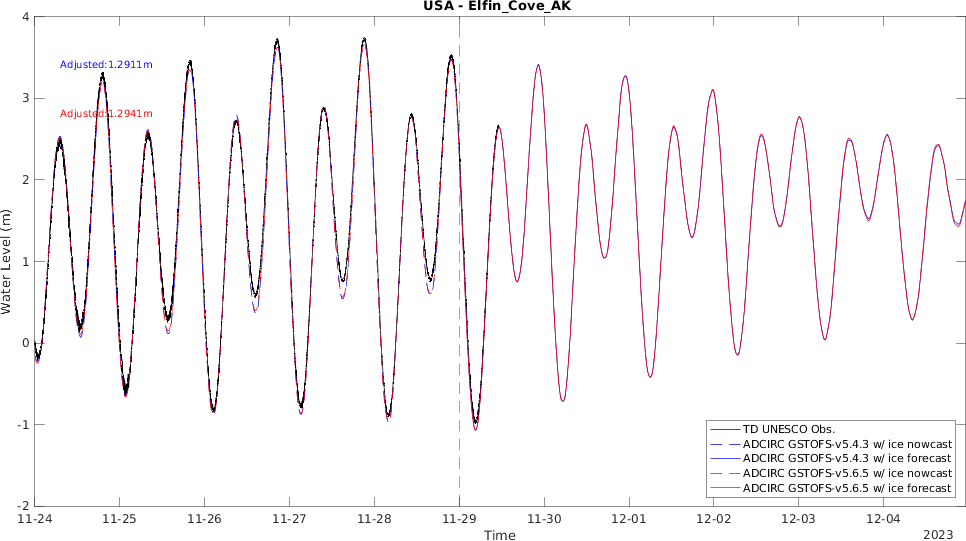 USA - Elfin_Cove_AK
4
Adjusted:1.2911m
3
Adjusted:1.2941m
2
1
0
-1
-2
Water Level (m)
TD UNESCO Obs.
ADCIRC GSTOFS-v5.4.3 w/ ice nowcast
ADCIRC GSTOFS-v5.4.3 w/ ice forecast
ADCIRC GSTOFS-v5.6.5 w/ ice nowcast
ADCIRC GSTOFS-v5.6.5 w/ ice forecast
11-24 11-25 11-26 11-27 11-28 11-29 11-30 12-01 12-02 12-03 12-04
Time
2023